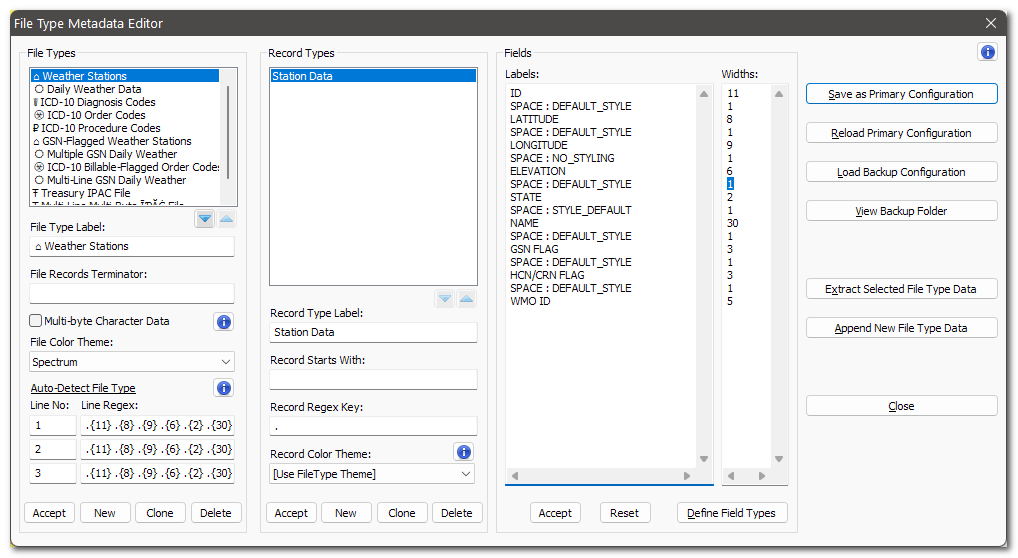 File Type Metadata Editor
File Types
⌂ Weather Stations
Daily Weather Data
ICD-10 Diagnosis Codes
ICD-10 Order Codes
₽ ICD-10 Procedure Codes
⌂ GSN-Flagged Weather Stations
Multiple GSN Daily Weather
ICD-10 Billable-Flagged Order Codes
Multi-Line GSN Daily Weather
Ŧ Treasury IPAC File
File Type Label:
⌂ Weather Stations
File Records Terminator:
Multi-byte Character Data
File Color Theme:
Spectrum
Auto-Detect File Type
Line No: Line Regex:
1 .{11} .{8} .{9} .{6} .{2} .{30}
2 .{11} .{8} .{9} .{6} .{2} .{30}
3 .{11} .{8} .{9} .{6} .{2} .{30}
Accept New Clone Delete
Record Types
Station Data
Record Type Label:
Station Data
Record Starts With:
Record Regex Key:
.
Record Color Theme:
[Use FileType Theme]
Accept New Clone Delete
Fields
Labels: Widths:
ID 11
SPACE : DEFAULT_STYLE 1
LATITUDE 8
SPACE : DEFAULT_STYLE 1
LONGITUDE 9
SPACE : NO_STYLING 1
ELEVATION 6
SPACE : DEFAULT_STYLE 1
STATE 2
SPACE : STYLE_DEFAULT 1
NAME 30
SPACE : DEFAULT_STYLE 1
GSN FLAG 3
SPACE : DEFAULT_STYLE 1
HCN/CRN FLAG 3
SPACE : DEFAULT_STYLE 1
WMO ID 5
Accept Reset Define Field Types
Save as Primary Configuration
Reload Primary Configuration
Load Backup Configuration
View Backup Folder
Extract Selected File Type Data
Append New File Type Data
Close